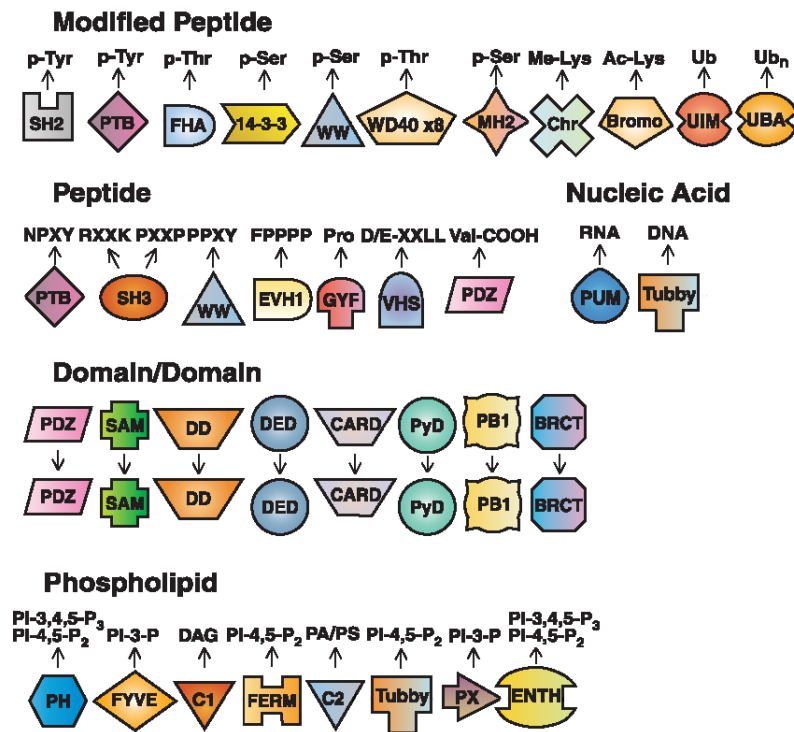 Modified Peptide
p-Tyr p-Tyr p-Thr p-Ser p-Ser p-Thr p-Ser Me-Lys Ac-Lys Ub Ubn
SH2 PTB FHA 14-3-3 WW WD40 x8 MH2 Chr Bromo UIM UBA
Peptide Nucleic Acid
NPXY RXXK PXXP PPXY FPPPP Pro D/E-XXLL Val-COOH RNA DNA
PTB SH3 WW EVH1 GYF VHS PDZ PUM Tubby
Domain/Domain
PDZ SAM DD DED CARD PyD PB1 BRCT
PDZ SAM DD DED CARD PyD PB1 BRCT
Phospholipid
PI-3,4,5-P3 PI-3,4,5-P3
PI-4,5-P2 PI-3-P DAG PI-4,5-P2 PA/PS PI-4,5-P2 PI-3-P PI-4,5-P2
PH FYVE C1 FERM C2 Tubby PX ENTH